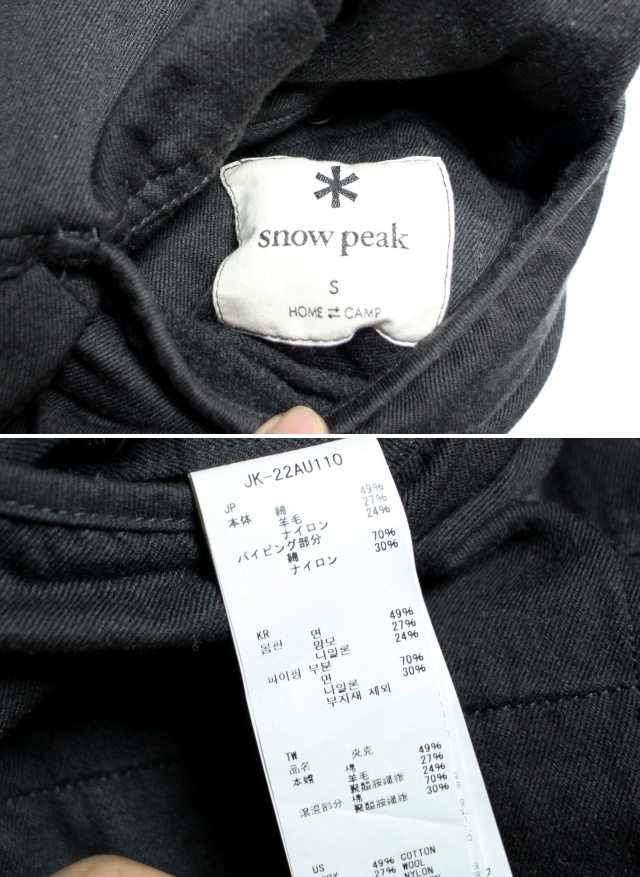 snow peak
S
HOME ⇄ CAMP
JK-22AU110
JP
本体 綿 49%
羊毛 27%
ナイロン 24%
パイピング部分
綿 70%
ナイロン 30%
KR
몸판 면 49%
양모 27%
나일론 24%
파이핑 부분
면 70%
나일론 30%
부자재 제외
TW
品名 夾克
本體 棉 49%
羊毛 27%
聚醯胺纖維 24%
滾邊部分 棉 70%
聚醯胺纖維 30%
US
49% COTTON
27% WOOL
NYLON